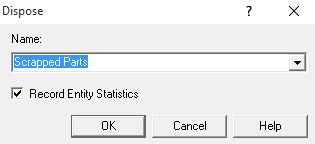 Dispose
Name:
Scrapped Parts
Record Entity Statistics
OK
Cancel
Help